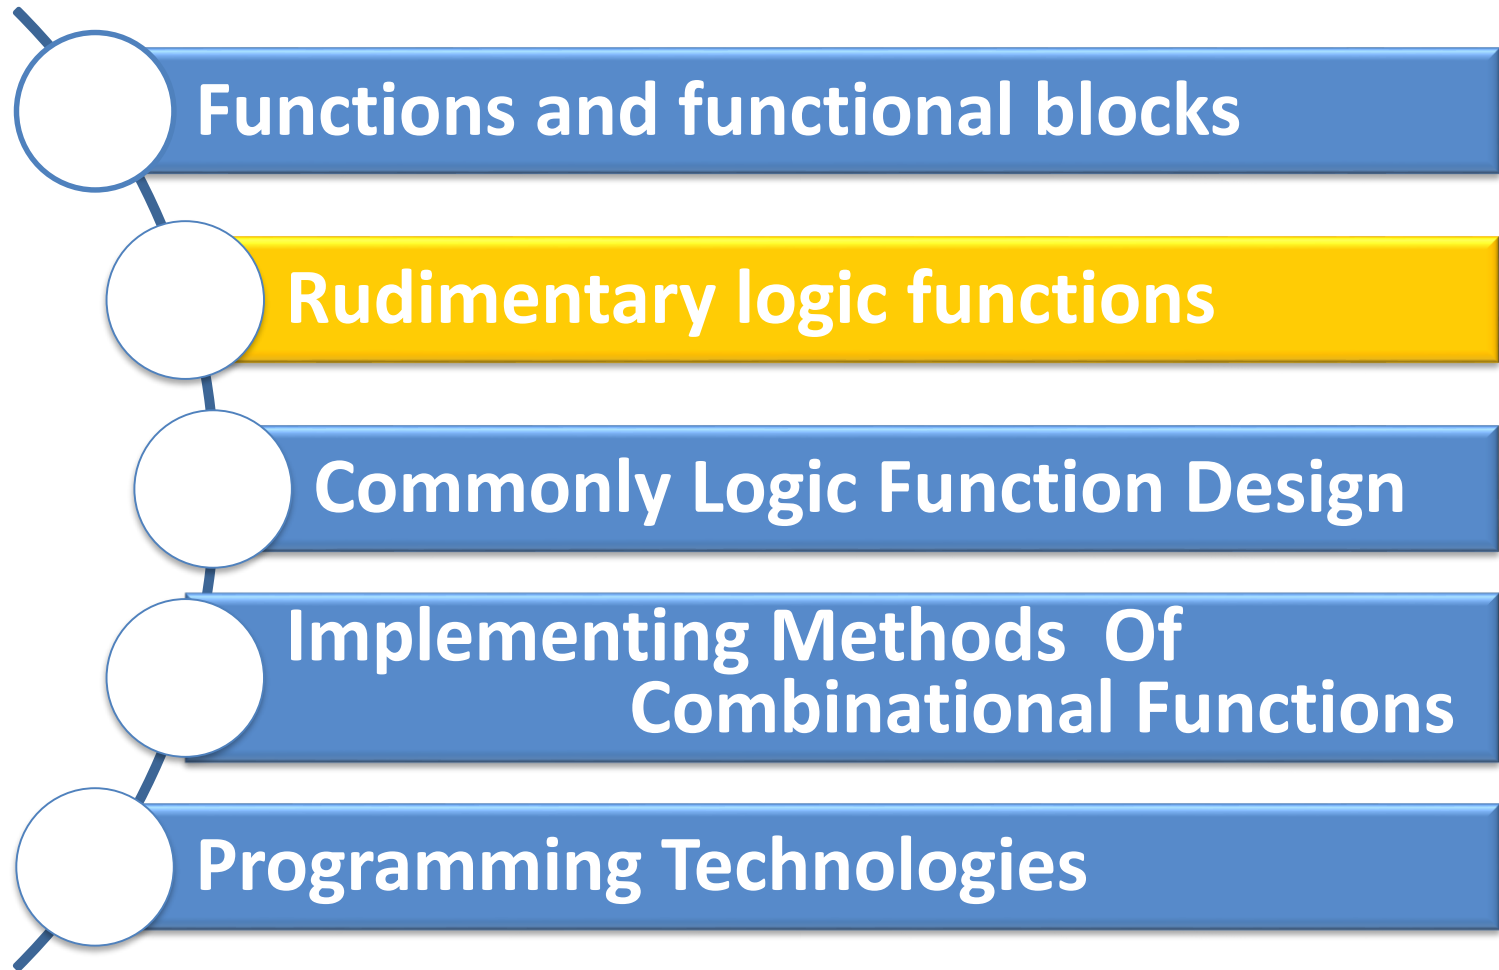 Functions and functional blocks
Rudimentary logic functions
Commonly Logic Function Design
Implementing Methods  Of
Combinational Functions
Programming Technologies